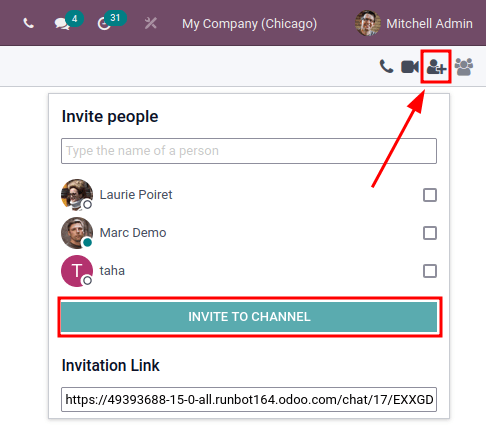 4
31
My Company (Chicago)
Mitchell Admin
Invite people
Type the name of a person
Laurie Poiret
Marc Demo
T
taha
INVITE TO CHANNEL
Invitation Link
https://49393688-15-0-all.runbot164.odoo.com/chat/17/EXXGD